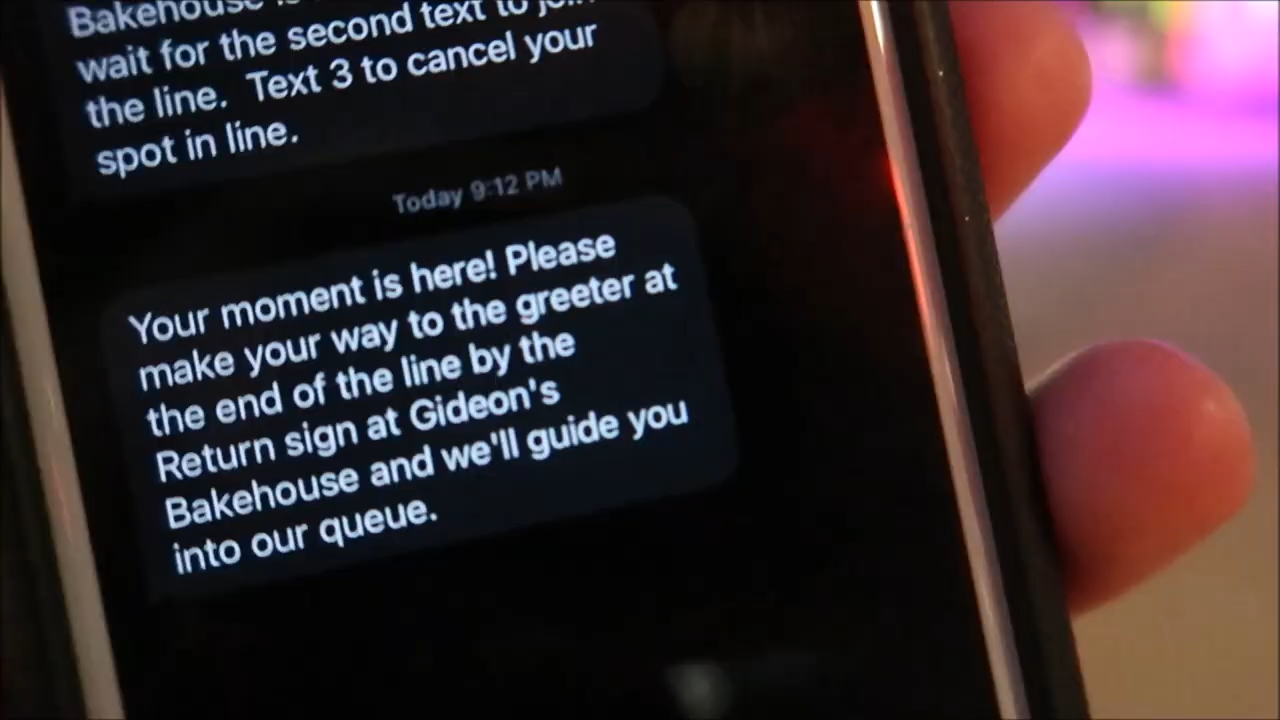 Bakehouse is
wait for the second text to join
the line. Text 3 to cancel your
spot in line.
Today 9:12 PM
Your moment is here! Please
make your way to the greeter at
the end of the line by the
Return sign at Gideon's
Bakehouse and we'll guide you
into our queue.